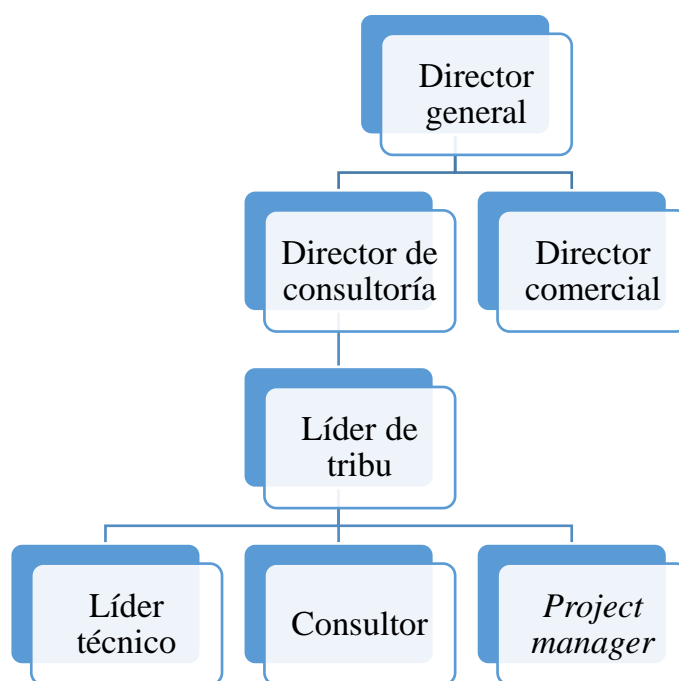 Director
general
Director de
consultoría
Director
comercial
Líder de
tribu
Líder
técnico
Consultor
Project
manager